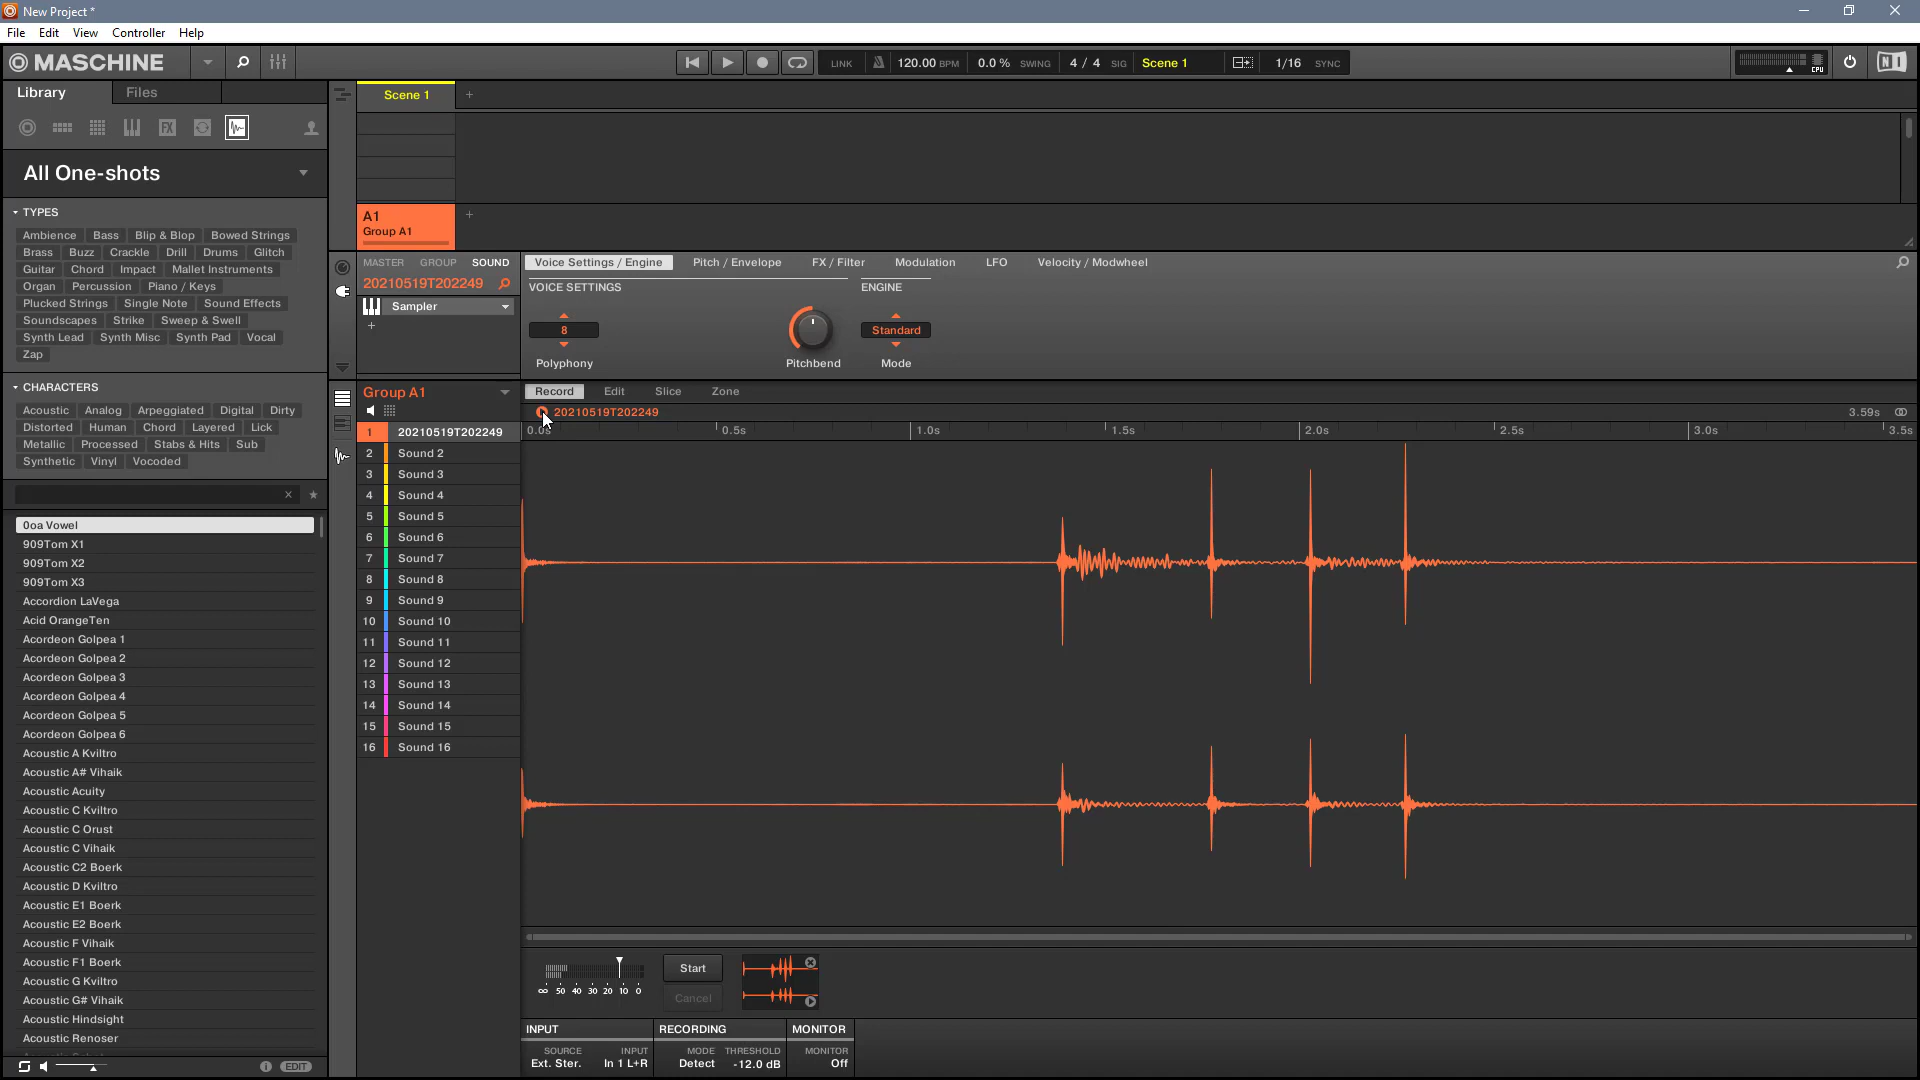 New Project *
File Edit View Controller Help
MASCHINE
LINK 120.00 BPM 0.0 % SWING 4 / 4 SIG Scene 1 1/16 SYNC
CPU
Library Files
Scene 1 +
FX
All One-shots
TYPES
Ambience Bass Blip & Blop Bowed Strings
Brass Buzz Crackle Drill Drums Glitch
Guitar Chord Impact Mallet Instruments
Organ Percussion Piano / Keys
Plucked Strings Single Note Sound Effects
Soundscapes Strike Sweep & Swell
Synth Lead Synth Misc Synth Pad Vocal
Zap
CHARACTERS
Acoustic Analog Arpeggiated Digital Dirty
Distorted Human Chord Layered Lick
Metallic Processed Stabs & Hits Sub
Synthetic Vinyl Vocoded
0oa Vowel
909Tom X1
909Tom X2
909Tom X3
Accordion LaVega
Acid OrangeTen
Acordeon Golpea 1
Acordeon Golpea 2
Acordeon Golpea 3
Acordeon Golpea 4
Acordeon Golpea 5
Acordeon Golpea 6
Acoustic A Kviltro
Acoustic A# Vihaik
Acoustic Acuity
Acoustic C Kviltro
Acoustic C Orust
Acoustic C Vihaik
Acoustic C2 Boerk
Acoustic D Kviltro
Acoustic E1 Boerk
Acoustic E2 Boerk
Acoustic F Vihaik
Acoustic F1 Boerk
Acoustic G Kviltro
Acoustic G# Vihaik
Acoustic Hindsight
Acoustic Renoser
EDIT
A1 +
Group A1
MASTER GROUP SOUND
20210519T202249
Sampler
+
Voice Settings / Engine Pitch / Envelope FX / Filter Modulation LFO Velocity / Modwheel
VOICE SETTINGS ENGINE
8 Standard
Polyphony Pitchbend Mode
Group A1
1 20210519T202249
2 Sound 2
3 Sound 3
4 Sound 4
5 Sound 5
6 Sound 6
7 Sound 7
8 Sound 8
9 Sound 9
10 Sound 10
11 Sound 11
12 Sound 12
13 Sound 13
14 Sound 14
15 Sound 15
16 Sound 16
Record Edit Slice Zone
20210519T202249 3.59s
0.0s 0.5s 1.0s 1.5s 2.0s 2.5s 3.0s 3.5s
∞ 50 40 30 20 10 0
Start
Cancel
INPUT RECORDING MONITOR
SOURCE INPUT MODE THRESHOLD MONITOR
Ext. Ster. In 1 L+R Detect -12.0 dB Off